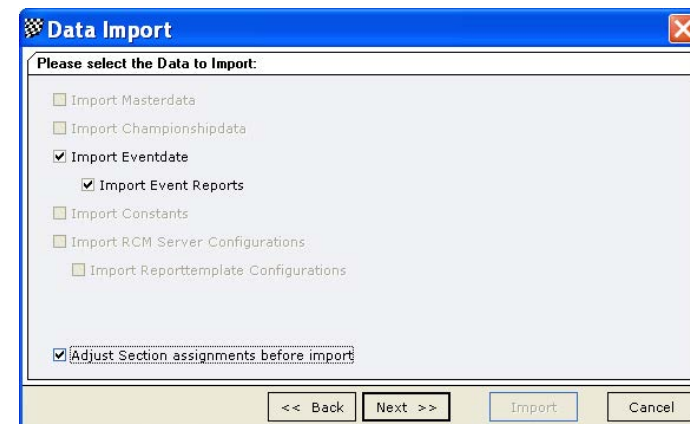 Data Import
Please select the Data to Import:
Import Masterdata
Import Championshipdata
Import Eventdate
Import Event Reports
Import Constants
Import RCM Server Configurations
Import Reporttemplate Configurations
Adjust Section assignments before import
<< Back Next >> Import Cancel